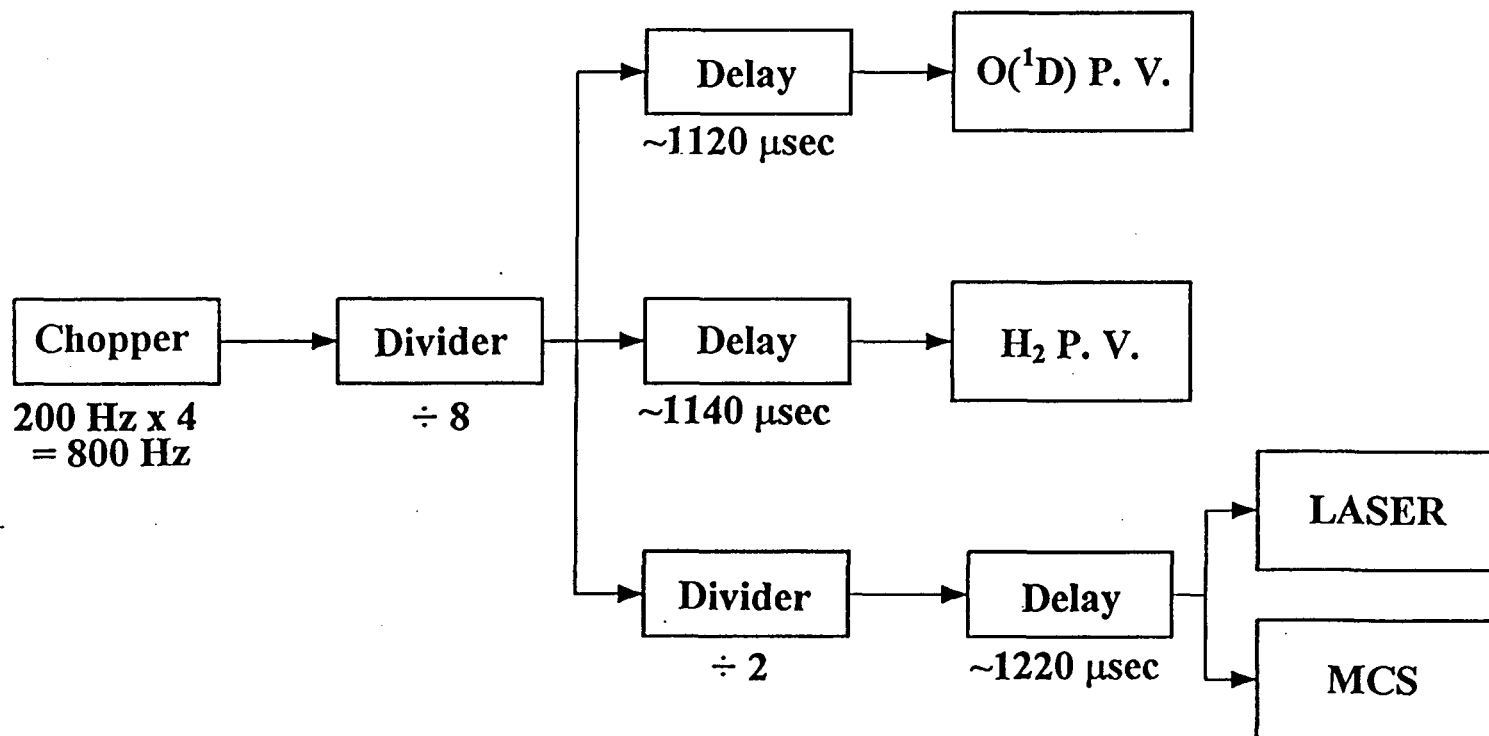 Delay
O(¹D) P. V.
~1120 μsec
Chopper
Divider
Delay
H₂ P. V.
200 Hz x 4
= 800 Hz
÷ 8
~1140 μsec
LASER
Divider
Delay
÷ 2
~1220 μsec
MCS